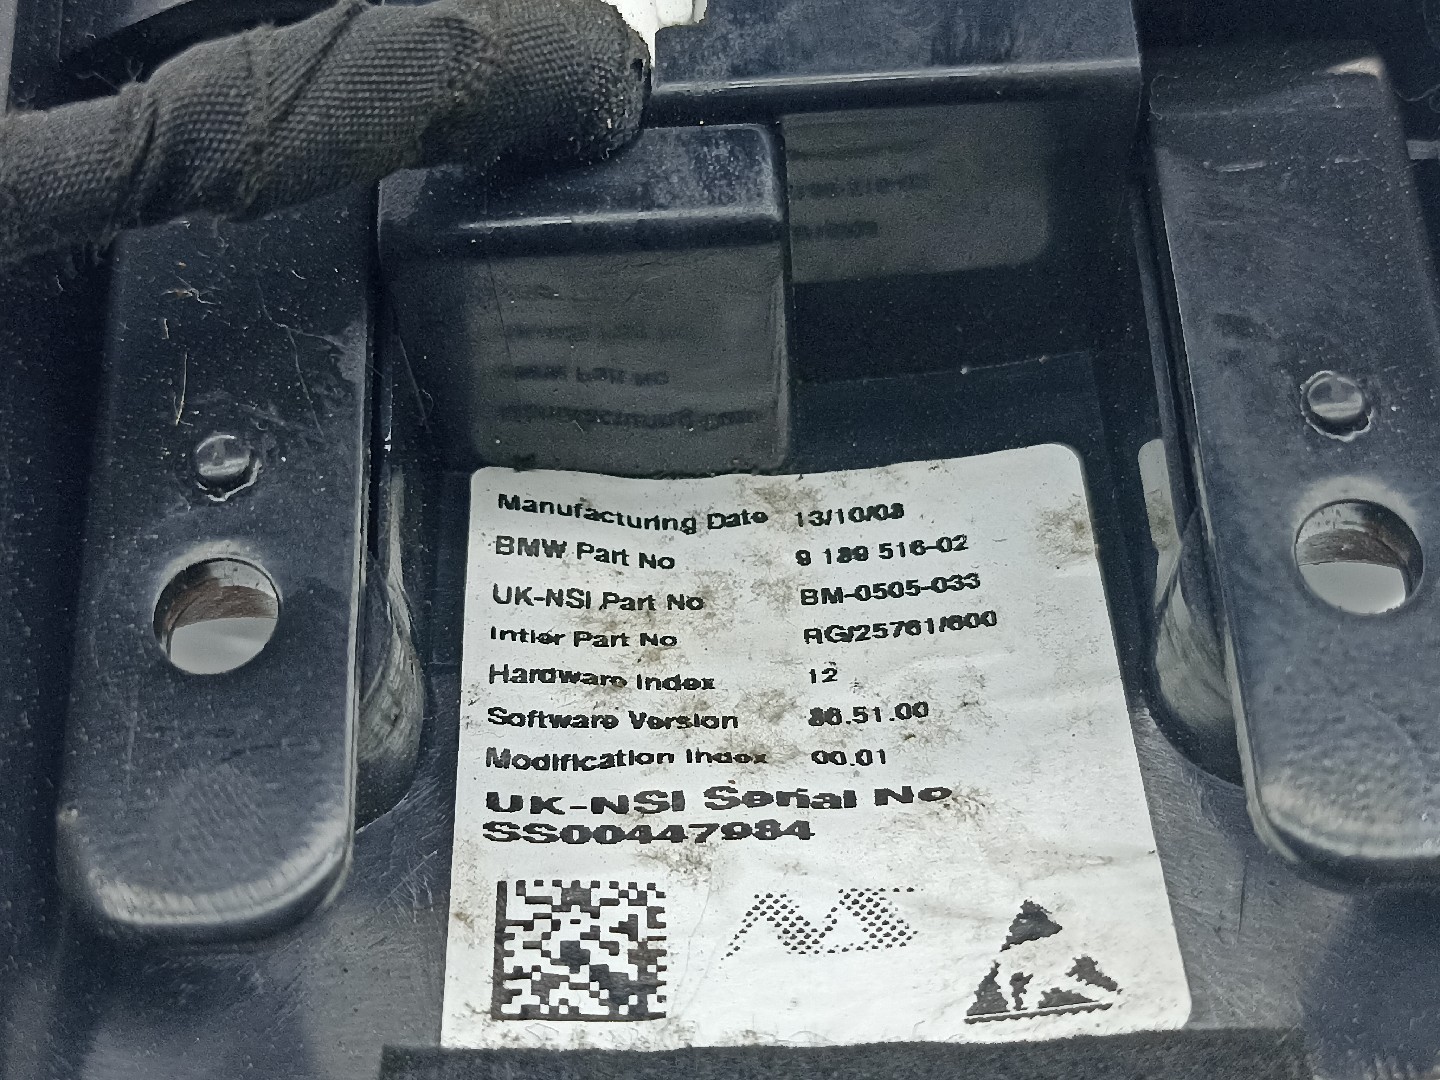 Manufacturing Date 13/10/08
BMW Part No 9 189 516-02
UK-NSI Part No BM-0505-033
Intier Part No RG/25761/600
Hardware Index 12
Software Version 86.51.00
Modification Index 00.01
UK-NSI Serial No
SS00447984